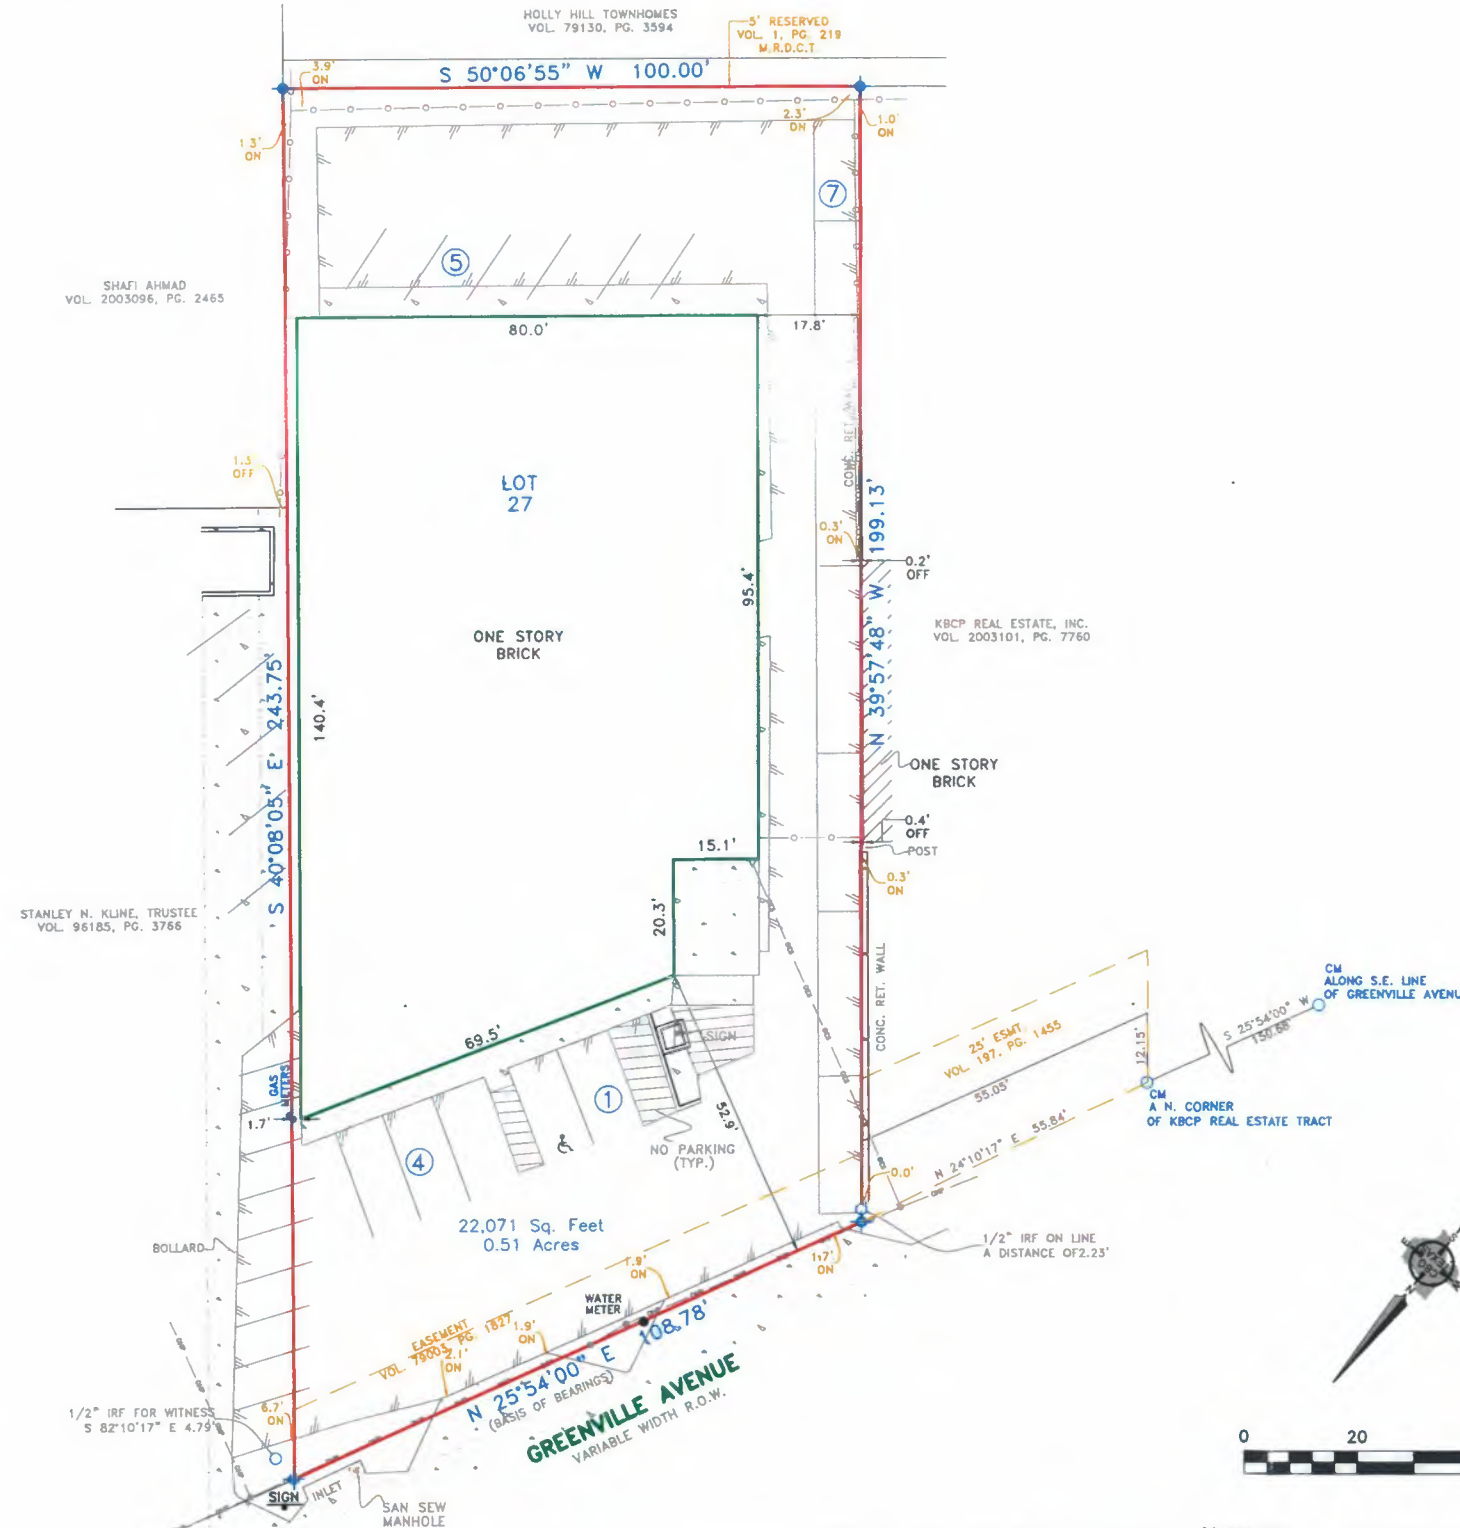 HOLLY HILL TOWNHOMES
VOL. 79130, PG. 3594
5' RESERVED
VOL. 1, PG. 219
M.R.D.C.T.
3.9'
ON
S 50°06'55" W 100.00'
2.3'
ON
1.0'
ON
1.3'
ON
7
5
SHAFI AHMAD
VOL. 2003096, PG. 2465
80.0'
17.8'
1.5
OFF
LOT
27
CONC. RET. WALL
199.13'
N 39°57'48" W
0.3'
ON
0.2'
OFF
95.4'
ONE STORY
BRICK
KBCP REAL ESTATE, INC.
VOL. 2003101, PG. 7760
S 40°08'05" E 243.75'
140.4'
ONE STORY
BRICK
0.4'
OFF
POST
15.1'
0.3'
ON
20.3'
STANLEY N. KLINE, TRUSTEE
VOL. 96185, PG. 3766
CONC. RET. WALL
CM
ALONG S.E. LINE
OF GREENVILLE AVENU
S 25°54'00" W
25' ESMT
VOL. 197, PG. 1455
12.15'
55.05'
69.5'
SIGN
GAS
METERS
1.7'
1
52.9'
CM
A N. CORNER
OF KBCP REAL ESTATE TRACT
N 24°10'17" E 55.84'
4
NO PARKING
(TYP.)
0.0'
22,071 Sq. Feet
0.51 Acres
BOLLARD
1/2" IRF ON LINE
A DISTANCE OF2.23'
1.7'
ON
1.9'
ON
WATER
METER
108.78'
EASEMENT
VOL. 79003, PG. 1827
1.9'
ON
2.1'
ON
N 25°54'00" E
(BASIS OF BEARINGS)
GREENVILLE AVENUE
VARIABLE WIDTH R.O.W.
6.7'
ON
1/2" IRF FOR WITNESS
S 82°10'17" E 4.79'
0
20
SIGN
INLET
SAN SEW
MANHOLE